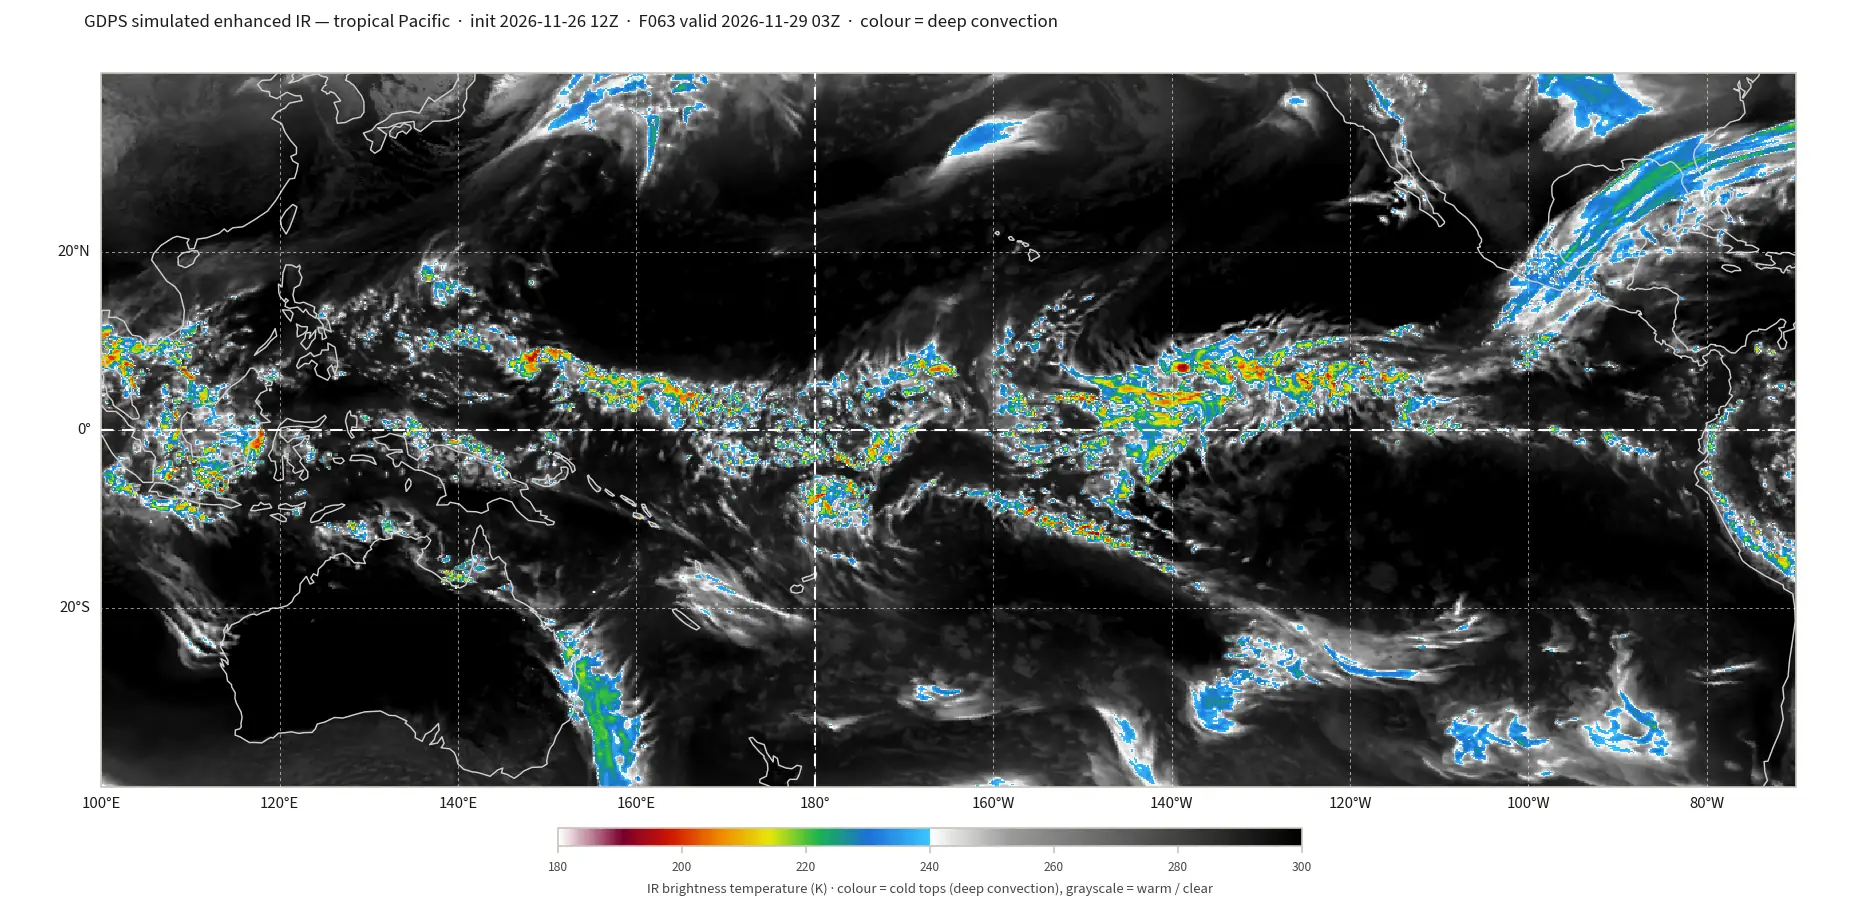 GDPS simulated enhanced IR — tropical Pacific · init 2026-11-26 12Z · F063 valid 2026-11-29 03Z · colour = deep convection
20°N
0°
20°S
100°E 120°E 140°E 160°E 180° 160°W 140°W 120°W 100°W 80°W
180 200 220 240 260 280 300
IR brightness temperature (K) · colour = cold tops (deep convection), grayscale = warm / clear